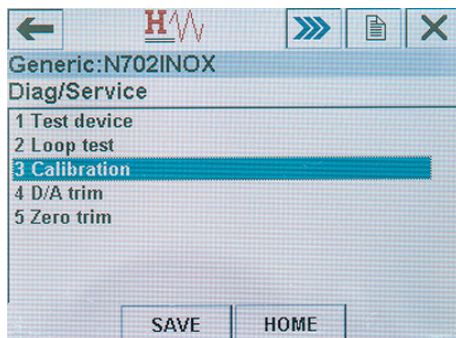 H
Generic:N702INOX
Diag/Service
1 Test device
2 Loop test
3 Calibration
4 D/A trim
5 Zero trim
SAVE HOME